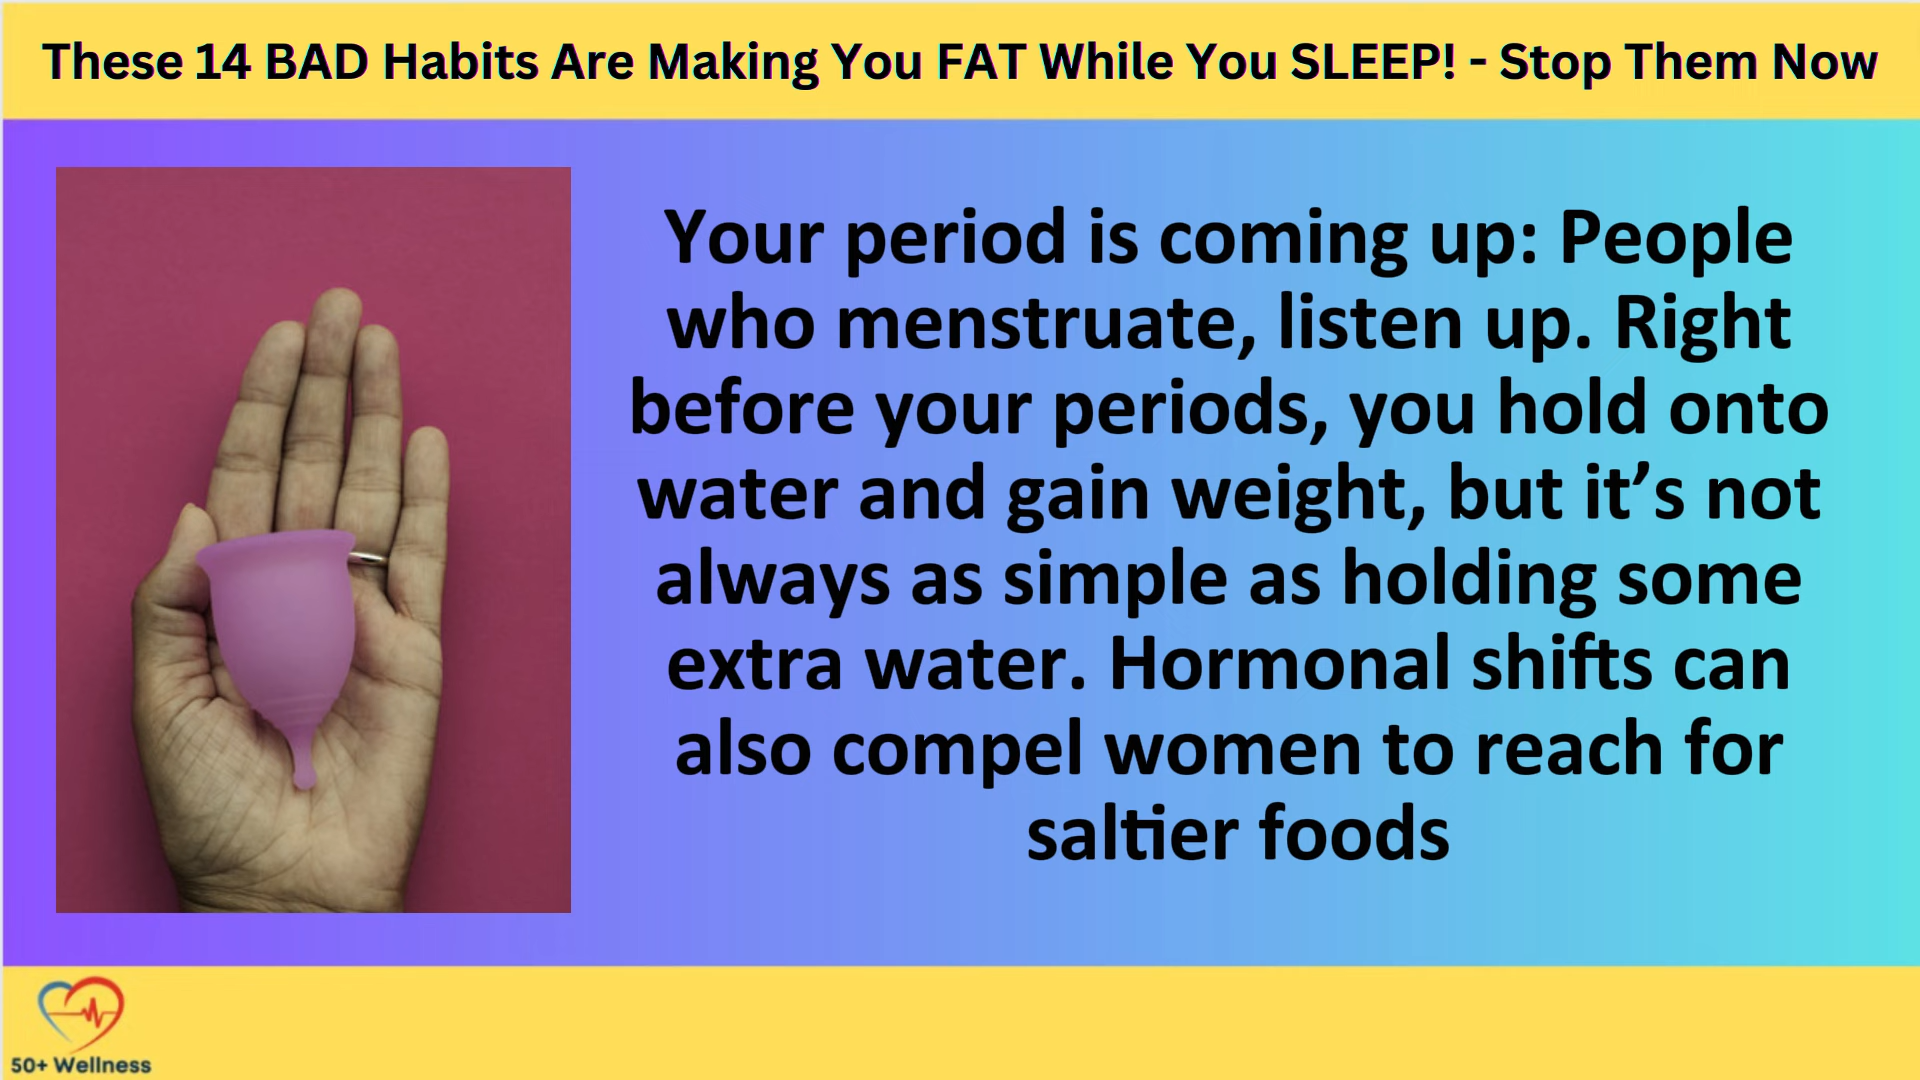 These 14 BAD Habits Are Making You FAT While You SLEEP! - Stop Them Now
Your period is coming up: People
who menstruate, listen up. Right
before your periods, you hold onto
water and gain weight, but it’s not
always as simple as holding some
extra water. Hormonal shifts can
also compel women to reach for
saltier foods
50+ Wellness